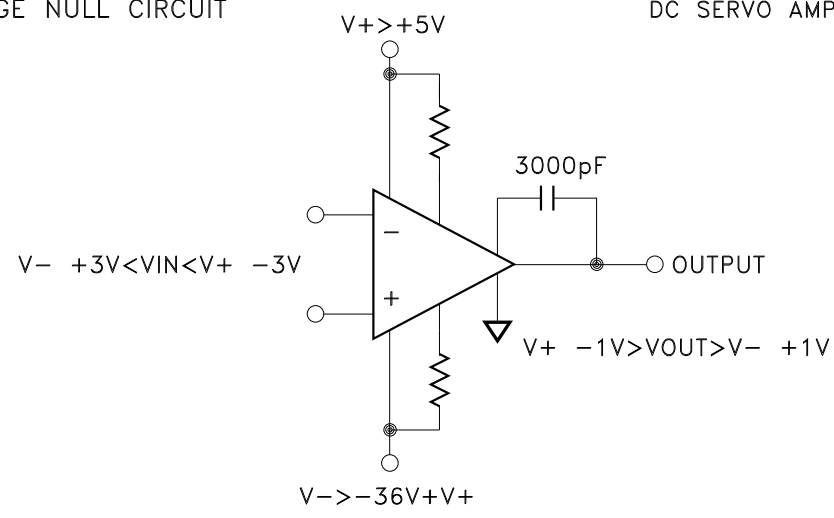 GE NULL CIRCUIT
DC SERVO AMP
V+>+5V
3000pF
−
V− +3V<VIN<V+ −3V
OUTPUT
+
V+ −1V>VOUT>V− +1V
V−>−36V+V+